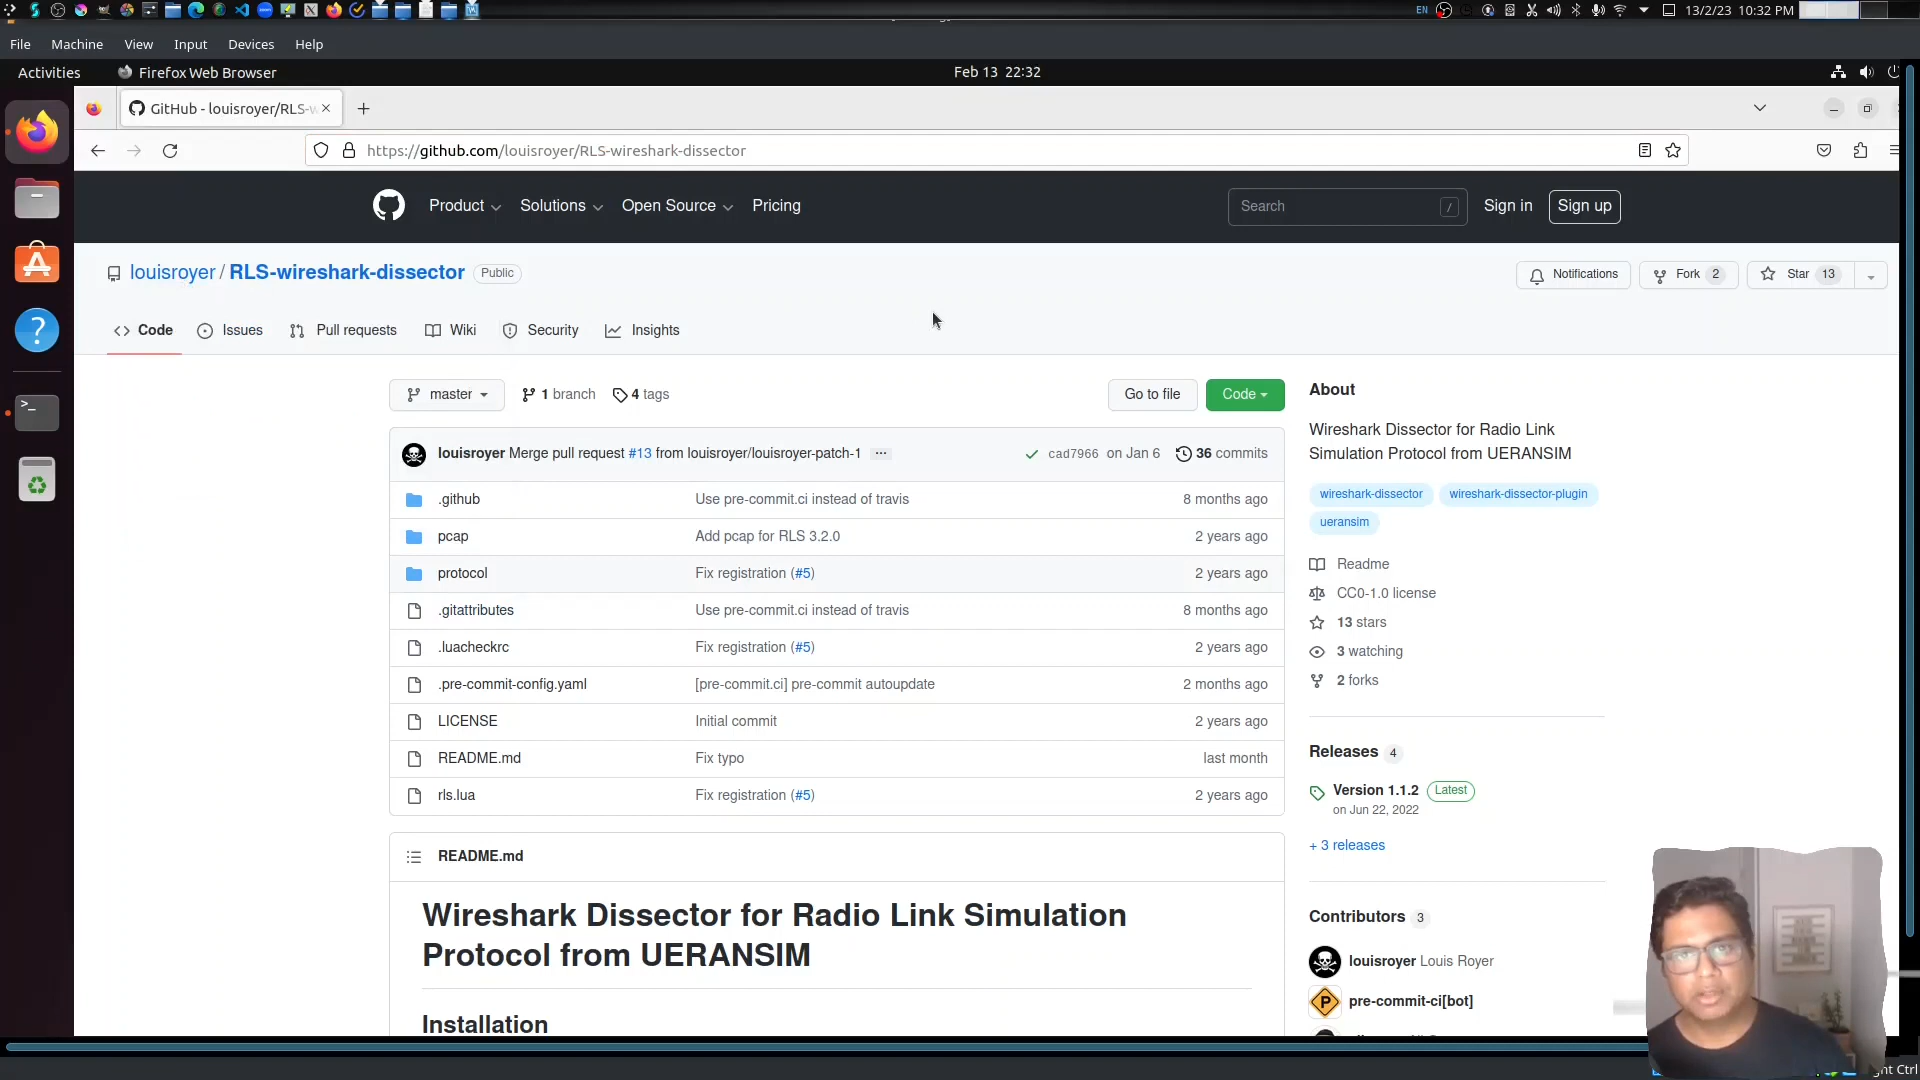 EN
13/2/23 10:32 PM
File Machine View Input Devices Help
Activities Firefox Web Browser Feb 13 22:32
GitHub - louisroyer/RLS-w
https://github.com/louisroyer/RLS-wireshark-dissector
Product Solutions Open Source Pricing Search / Sign in Sign up
louisroyer / RLS-wireshark-dissector Public
Notifications Fork 2 Star 13
Code Issues Pull requests Wiki Security Insights
master 1 branch 4 tags Go to file Code
louisroyer Merge pull request #13 from louisroyer/louisroyer-patch-1 ... cad7966 on Jan 6 36 commits
.github Use pre-commit.ci instead of travis 8 months ago
pcap Add pcap for RLS 3.2.0 2 years ago
protocol Fix registration (#5) 2 years ago
.gitattributes Use pre-commit.ci instead of travis 8 months ago
.luacheckrc Fix registration (#5) 2 years ago
.pre-commit-config.yaml [pre-commit.ci] pre-commit autoupdate 2 months ago
LICENSE Initial commit 2 years ago
README.md Fix typo last month
rls.lua Fix registration (#5) 2 years ago
README.md
Wireshark Dissector for Radio Link Simulation
Protocol from UERANSIM
Installation
About
Wireshark Dissector for Radio Link
Simulation Protocol from UERANSIM
wireshark-dissector wireshark-dissector-plugin
ueransim
Readme
CC0-1.0 license
13 stars
3 watching
2 forks
Releases 4
Version 1.1.2 Latest
on Jun 22, 2022
+ 3 releases
Contributors 3
louisroyer Louis Royer
pre-commit-ci[bot]
Ctrl